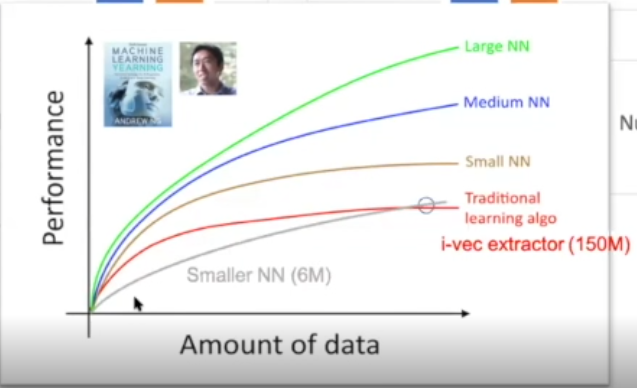 MACHINE
LEARNING
YEARNING
ANDREW NG
Large NN
Medium NN
Small NN
Traditional
learning algo
i-vec extractor (150M)
Smaller NN (6M)
Performance
Amount of data